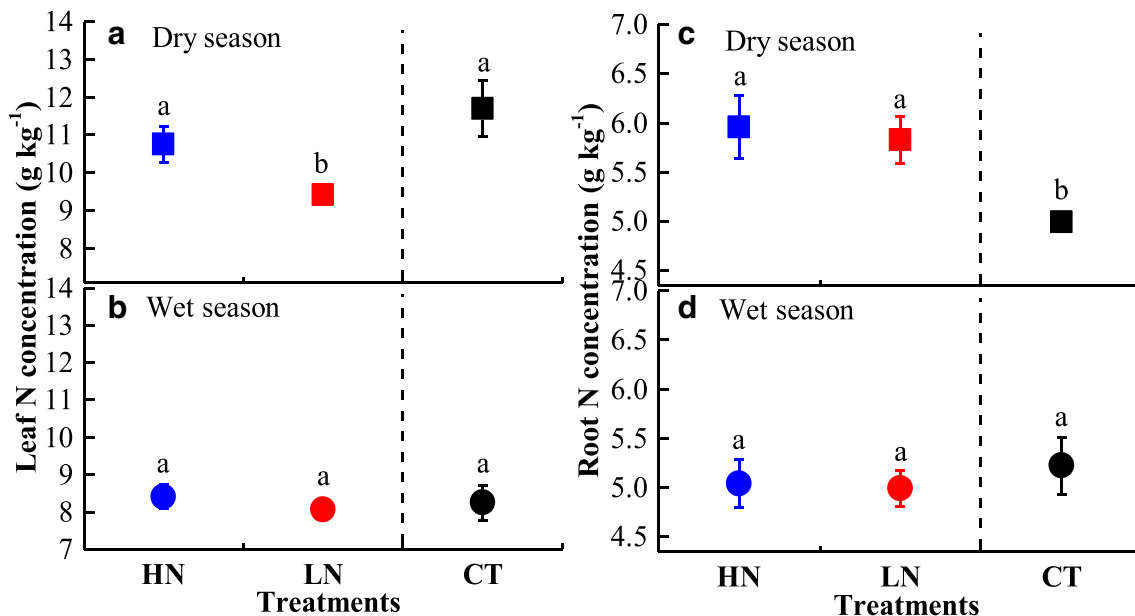 Leaf N concentration (g kg-1)
a Dry season
14
13
12
11
10
9
8
a
b
a
b Wet season
14
13
12
11
10
9
8
7
a
a
a
HN LN CT
Treatments
Root N concentration (g kg-1)
c Dry season
7.0
6.5
6.0
5.5
5.0
4.5
a
a
b
d Wet season
7.0
6.5
6.0
5.5
5.0
4.5
a
a
a
HN LN CT
Treatments